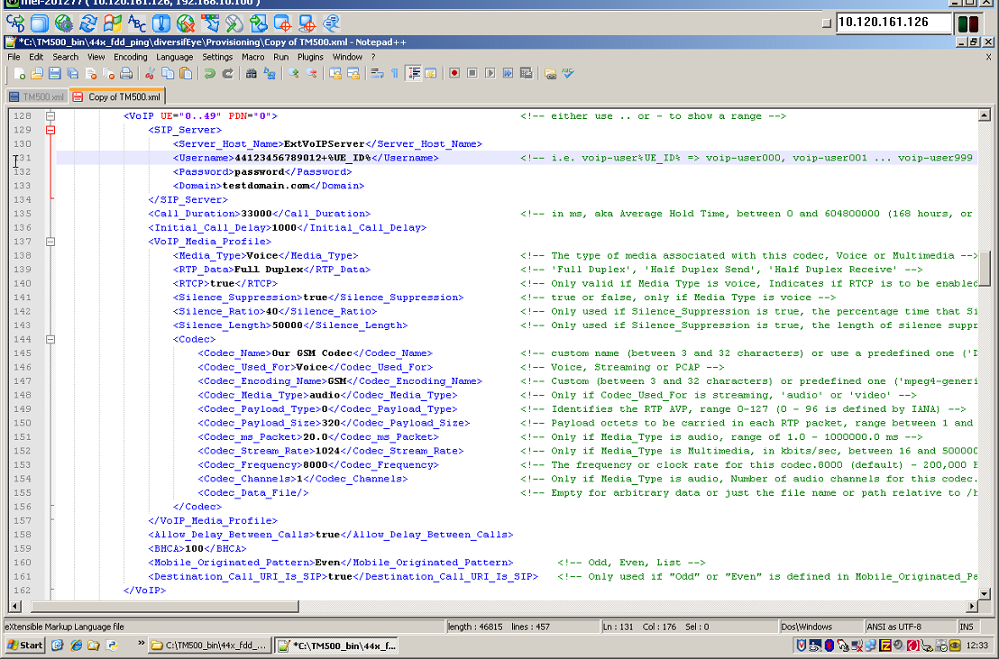 mei-201277 ( 10.120.161.126, 192.168.10.100 )
10.120.161.126
*C:\TM500_bin\44x_fdd_ping\diversifEye\Provisioning\Copy of TM500.xml - Notepad++
File Edit Search View Encoding Language Settings Macro Run Plugins Window ? X
TM500.xml Copy of TM500.xml
128 <VoIP UE="0..49" PDN="0"> <!-- either use .. or - to show a range -->
129 <SIP_Server>
130 <Server_Host_Name>ExtVoIPServer</Server_Host_Name>
131 <Username>44123456789012+%UE_ID%</Username> <!-- i.e. voip-user%UE_ID% => voip-user000, voip-user001 ... voip-user999
132 <Password>password</Password>
133 <Domain>testdomain.com</Domain>
134 </SIP_Server>
135 <Call_Duration>33000</Call_Duration> <!-- in ms, aka Average Hold Time, between 0 and 604800000 (168 hours, or
136 <Initial_Call_Delay>1000</Initial_Call_Delay>
137 <VoIP_Media_Profile>
138 <Media_Type>Voice</Media_Type> <!-- The type of media associated with this codec, Voice or Multimedia -->
139 <RTP_Data>Full Duplex</RTP_Data> <!-- 'Full Duplex', 'Half Duplex Send', 'Half Duplex Receive' -->
140 <RTCP>true</RTCP> <!-- Only valid if Media Type is voice, Indicates if RTCP is to be enabled
141 <Silence_Suppression>true</Silence_Suppression> <!-- true or false, only if Media Type is voice -->
142 <Silence_Ratio>40</Silence_Ratio> <!-- Only used if Silence_Suppression is true, the percentage time that Si
143 <Silence_Length>50000</Silence_Length> <!-- Only used if Silence_Suppression is true, the length of silence suppr
144 <Codec>
145 <Codec_Name>Our GSM Codec</Codec_Name> <!-- custom name (between 3 and 32 characters) or use a predefined one ('D
146 <Codec_Used_For>Voice</Codec_Used_For> <!-- Voice, Streaming or PCAP -->
147 <Codec_Encoding_Name>GSM</Codec_Encoding_Name> <!-- Custom (between 3 and 32 characters) or predefined one ('mpeg4-generi
148 <Codec_Media_Type>audio</Codec_Media_Type> <!-- Only if Codec_Used_For is streaming, 'audio' or 'video' -->
149 <Codec_Payload_Type>0</Codec_Payload_Type> <!-- Identifies the RTP AVP, range 0-127 (0 - 96 is defined by IANA) -->
150 <Codec_Payload_Size>320</Codec_Payload_Size> <!-- Payload octets to be carried in each RTP packet, range between 1 and
151 <Codec_ms_Packet>20.0</Codec_ms_Packet> <!-- Only if Media_Type is audio, range of 1.0 - 1000000.0 ms -->
152 <Codec_Stream_Rate>1024</Codec_Stream_Rate> <!-- Only if Media_Type is Multimedia, in kbits/sec, between 16 and 500000
153 <Codec_Frequency>8000</Codec_Frequency> <!-- The frequency or clock rate for this codec.8000 (default) - 200,000 H
154 <Codec_Channels>1</Codec_Channels> <!-- Only if Media_Type is audio, Number of audio channels for this codec.
155 <Codec_Data_File/> <!-- Empty for arbitrary data or just the file name or path relative to /h
156 </Codec>
157 </VoIP_Media_Profile>
158 <Allow_Delay_Between_Calls>true</Allow_Delay_Between_Calls>
159 <BHCA>100</BHCA>
160 <Mobile_Originated_Pattern>Even</Mobile_Originated_Pattern> <!-- Odd, Even, List -->
161 <Destination_Call_URI_Is_SIP>true</Destination_Call_URI_Is_SIP> <!-- Only used if "Odd" or "Even" is defined in Mobile_Originated_Pa
162 </VoIP>
eXtensible Markup Language file length : 46815 lines : 457 Ln : 131 Col : 176 Sel : 0 Dos\Windows ANSI as UTF-8 INS
Start » C:\TM500_bin\44x_fdd_... *C:\TM500_bin\44x_f... 12:33